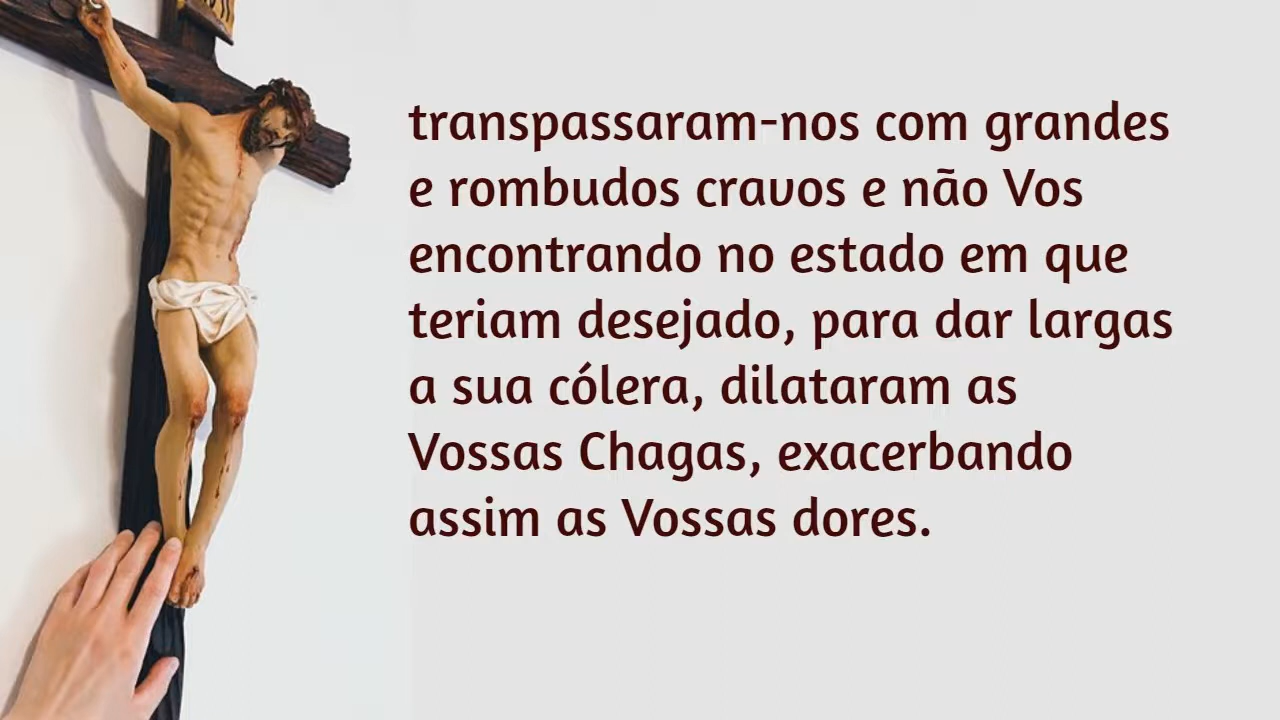 transpassaram-nos com grandes
e rombudos cravos e não Vos
encontrando no estado em que
teriam desejado, para dar largas
a sua cólera, dilataram as
Vossas Chagas, exacerbando
assim as Vossas dores.